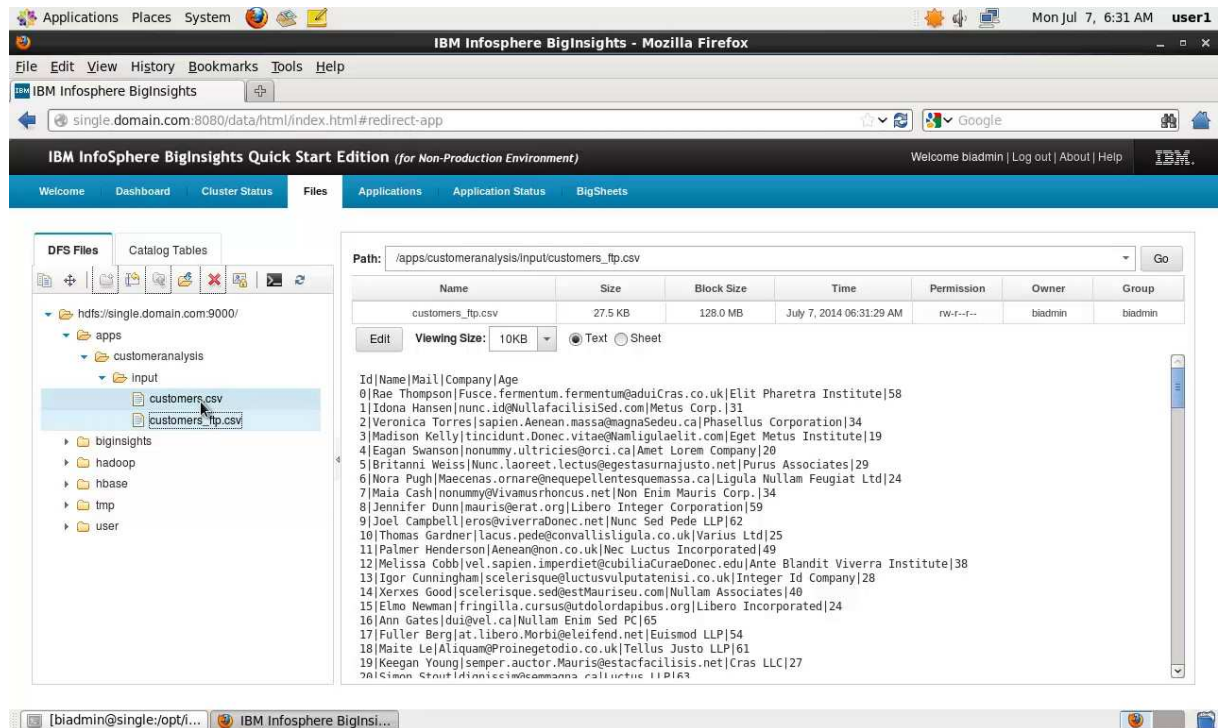 Applications Places System Mon Jul 7, 6:31 AM user1
IBM Infosphere BigInsights - Mozilla Firefox
File Edit View History Bookmarks Tools Help
IBM IBM Infosphere BigInsights
single.domain.com:8080/data/html/index.html#redirect-app Google
IBM InfoSphere BigInsights Quick Start Edition (for Non-Production Environment) Welcome biadmin | Log out | About | Help IBM.
Welcome Dashboard Cluster Status Files Applications Application Status BigSheets
DFS Files Catalog Tables
Path: /apps/customeranalysis/input/customers_ftp.csv Go
Name Size Block Size Time Permission Owner Group
customers_ftp.csv 27.5 KB 128.0 MB July 7, 2014 06:31:29 AM rw-r--r-- biadmin biadmin
Edit Viewing Size: 10KB Text Sheet
hdfs://single.domain.com:9000/
apps
customeranalysis
input
customers.csv
customers_ftp.csv
biginsights
hadoop
hbase
tmp
user
Id|Name|Mail|Company|Age
0|Rae Thompson|Fusce.fermentum.fermentum@aduiCras.co.uk|Elit Pharetra Institute|58
1|Idona Hansen|nunc.id@NullafacilisiSed.com|Metus Corp.|31
2|Veronica Torres|sapien.Aenean.massa@magnaSedeu.ca|Phasellus Corporation|34
3|Madison Kelly|tincidunt.Donec.vitae@Namligulaelit.com|Eget Metus Institute|19
4|Eagan Swanson|nonummy.ultricies@orci.ca|Amet Lorem Company|20
5|Britanni Weiss|Nunc.laoreet.lectus@egestasurnajusto.net|Purus Associates|29
6|Nora Pugh|Maecenas.ornare@nequepellentesquemassa.ca|Ligula Nullam Feugiat Ltd|24
7|Maia Cash|nonummy@Vivamusrhoncus.net|Non Enim Mauris Corp.|34
8|Jennifer Dunn|mauris@erat.org|Libero Integer Corporation|59
9|Joel Campbell|eros@viverraDonec.net|Nunc Sed Pede LLP|62
10|Thomas Gardner|lacus.pede@convallisligula.co.uk|Varius Ltd|25
11|Palmer Henderson|Aenean@non.co.uk|Nec Luctus Incorporated|49
12|Melissa Cobb|vel.sapien.imperdiet@cubiliaCuraeDonec.edu|Ante Blandit Viverra Institute|38
13|Igor Cunningham|scelerisque@luctusvulputatenisi.co.uk|Integer Id Company|28
14|Xerxes Good|scelerisque.sed@estMauriseu.com|Nullam Associates|40
15|Elmo Newman|fringilla.cursus@utdolordapibus.org|Libero Incorporated|24
16|Ann Gates|dui@vel.ca|Nullam Enim Sed PC|65
17|Fuller Berg|at.libero.Morbi@eleifend.net|Euismod LLP|54
18|Maite Le|Aliquam@Proinegetodio.co.uk|Tellus Justo LLP|61
19|Keegan Young|semper.auctor.Mauris@estacfacilisis.net|Cras LLC|27
20|Simon Stout|dignissim@semmagna.ca|Luctus LLP|63
[biadmin@single:/opt/i... IBM Infosphere BigInsi...